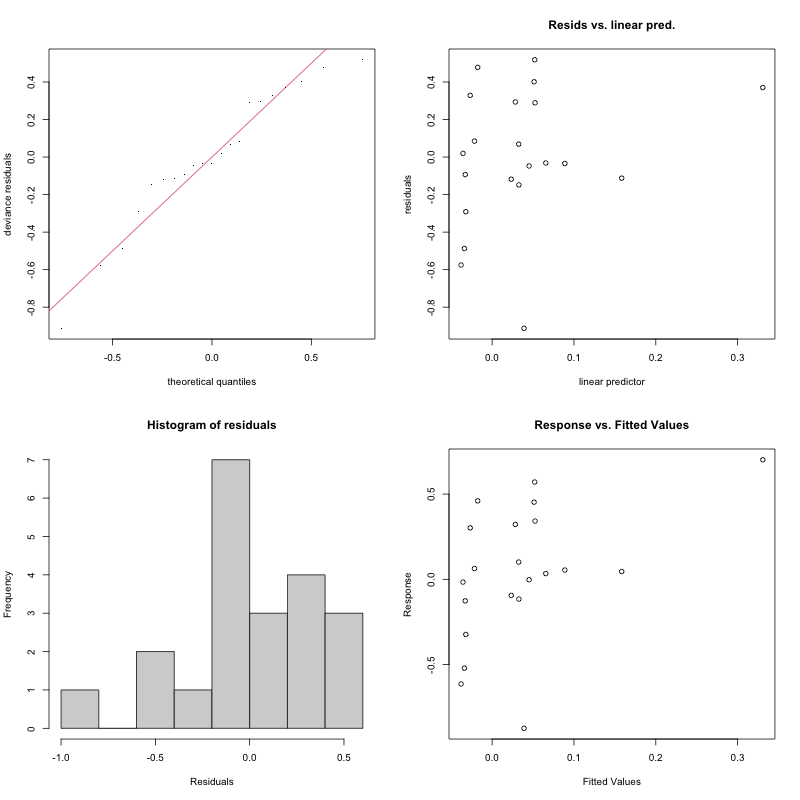 deviance residuals
-0.8 -0.6 -0.4 -0.2 0.0 0.2 0.4
-0.5 0.0 0.5
theoretical quantiles
Resids vs. linear pred.
residuals
-0.8 -0.6 -0.4 -0.2 0.0 0.2 0.4
0.0 0.1 0.2 0.3
linear predictor
Histogram of residuals
Frequency
0 1 2 3 4 5 6 7
-1.0 -0.5 0.0 0.5
Residuals
Response vs. Fitted Values
Response
-0.5 0.0 0.5
0.0 0.1 0.2 0.3
Fitted Values